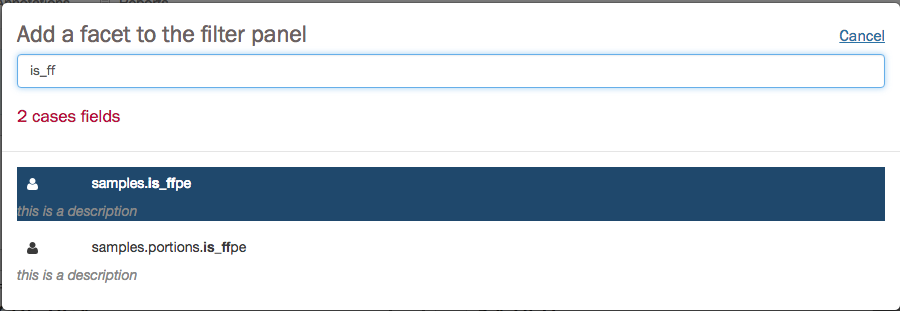 Add a facet to the filter panel
Cancel
is_ff
2 cases fields
samples.is_ffpe
this is a description
samples.portions.is_ffpe
this is a description